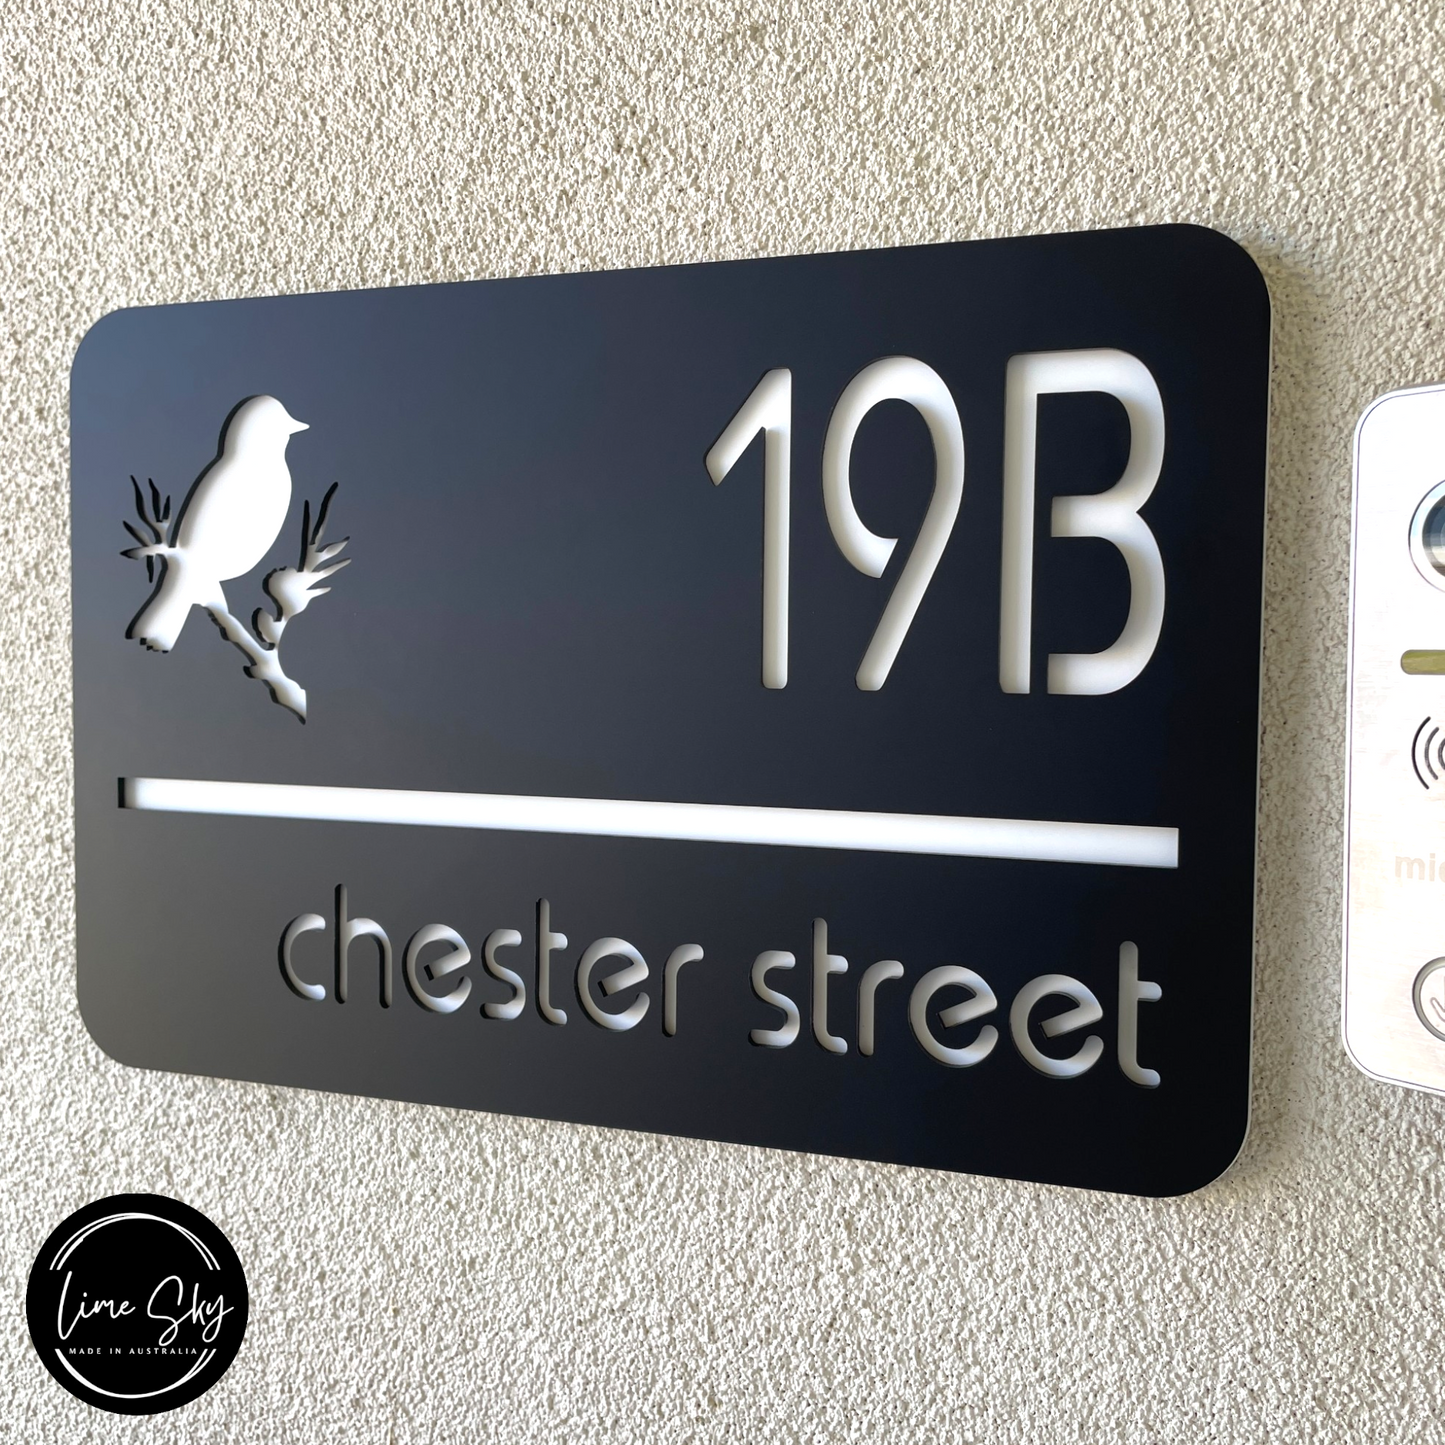 19B
chester street
Lime Sky
MADE IN AUSTRALIA